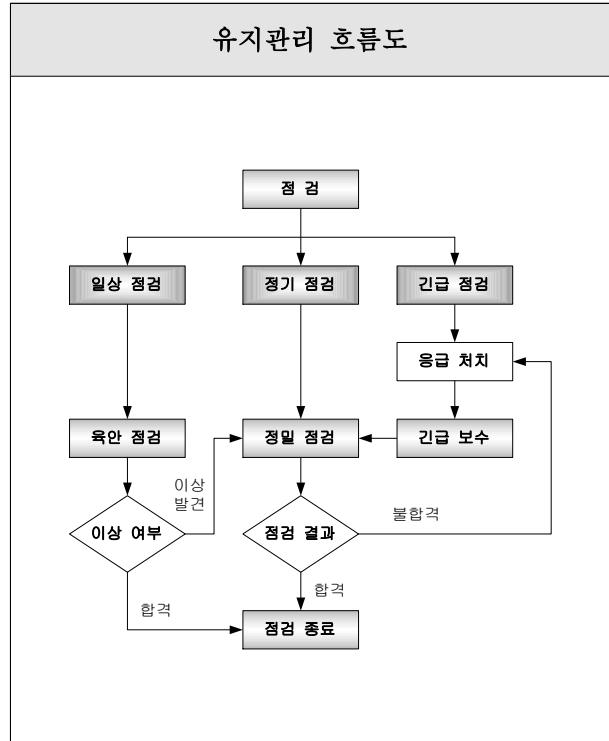 유지관리 흐름도
점 검
일상 점검
정기 점검
긴급 점검
응급 처치
육안 점검
정밀 점검
긴급 보수
이상
발견
불합격
이상 여부
점검 결과
합격
합격
점검 종료